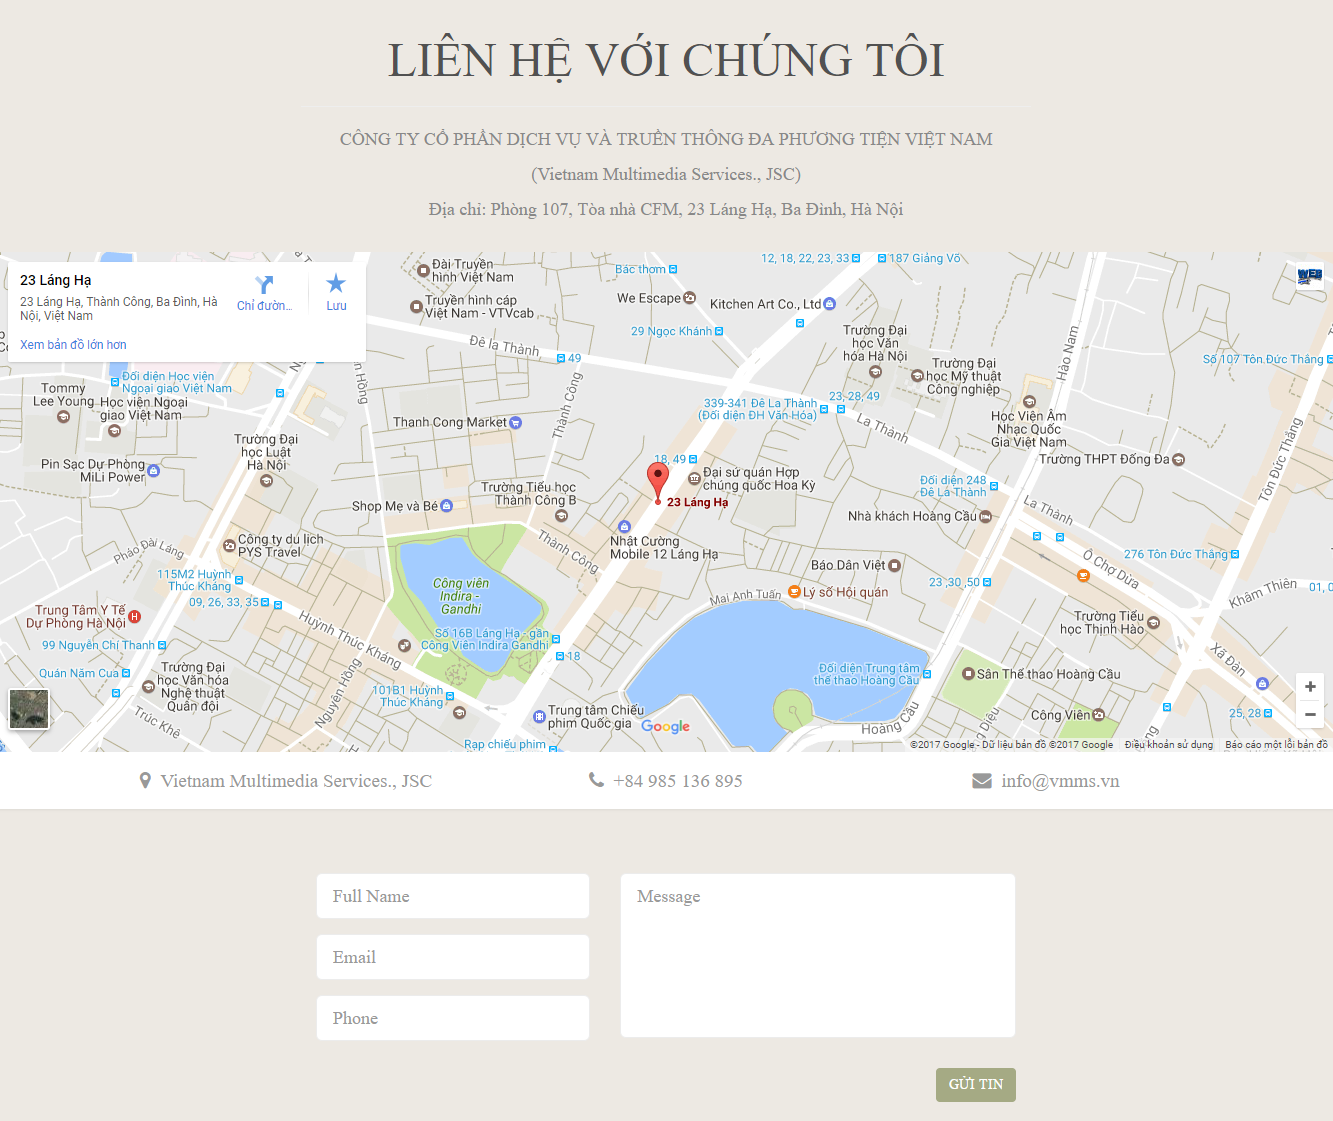 LIÊN HỆ VỚI CHÚNG TÔI
CÔNG TY CỔ PHẦN DỊCH VỤ VÀ TRUYỀN THÔNG ĐA PHƯƠNG TIỆN VIỆT NAM
(Vietnam Multimedia Services., JSC)
Địa chỉ: Phòng 107, Tòa nhà CFM, 23 Láng Hạ, Ba Đình, Hà Nội
23 Láng Hạ
23 Láng Hạ, Thành Công, Ba Đình, Hà
Nội, Việt Nam
Chỉ đườn...
Lưu
Xem bản đồ lớn hơn
Đài Truyền
hình Việt Nam
Truyền hình cáp
Việt Nam - VTVcab
Bác thơm
12, 18, 22, 23, 33
187 Giảng Võ
We Escape
Kitchen Art Co., Ltd
29 Ngọc Khánh
Đê la Thành
49
Trường Đại
học Văn
hóa Hà Nội
Trường Đại
học Mỹ thuật
Công nghiệp
Hào Nam
Số 107 Tôn Đức Thắng
Đối diện Học viện
Ngoại giao Việt Nam
Tommy
Lee Young
Học viện Ngoại
giao Việt Nam
Thanh Cong Market
Thành Công
339-341 Đê La Thành
(Đối diện ĐH Văn Hóa)
23, 28, 49
La Thành
Học Viện Âm
Nhạc Quốc
Gia Việt Nam
Trường Đại
học Luật
Hà Nội
Pin Sạc Dự Phòng
MiLi Power
18, 49
Đại sứ quán Hợp
chúng quốc Hoa Kỳ
23 Láng Hạ
Trường THPT Đống Đa
Tôn Đức Thắng
Đối diện 248
Đê La Thành
La Thành
Trường Tiểu học
Thành Công B
Shop Mẹ và Bé
Nhà khách Hoàng Cầu
Nhật Cường
Mobile 12 Láng Hạ
Thành Công
Công ty du lịch
PYS Travel
Pháo Đài Láng
Ô Chợ Dừa
276 Tôn Đức Thắng
Báo Dân Việt
115M2 Huỳnh
Thúc Kháng
Công viên
Indira -
Gandhi
Mai Anh Tuấn
Lý số Hội quán
23, 30, 50
Khâm Thiên
09, 26, 33, 35
Trung Tâm Y Tế
Dự Phòng Hà Nội
Huỳnh Thúc Kháng
Trường Tiểu
học Thịnh Hào
Số 16B Láng Hạ - gần
Công Viên Indira Gandhi
18
99 Nguyễn Chí Thanh
Xã Đàn
Quán Nấm Cua
Trường Đại
học Văn hóa
Nghệ thuật
Quân đội
Nguyên Hồng
101B1 Huỳnh
Thúc Kháng
Đối diện Trung tâm
thể thao Hoàng Cầu
Sân Thể thao Hoàng Cầu
Trúc Khê
Trung tâm Chiếu
phim Quốc gia
Google
Hoàng Cầu
Công Viên
25, 28
Rạp chiếu phim
©2017 Google - Dữ liệu bản đồ ©2017 Google
Điều khoản sử dụng
Báo cáo một lỗi bản đồ
Vietnam Multimedia Services., JSC
+84 985 136 895
info@vmms.vn
Full Name
Message
Email
Phone
GỬI TIN